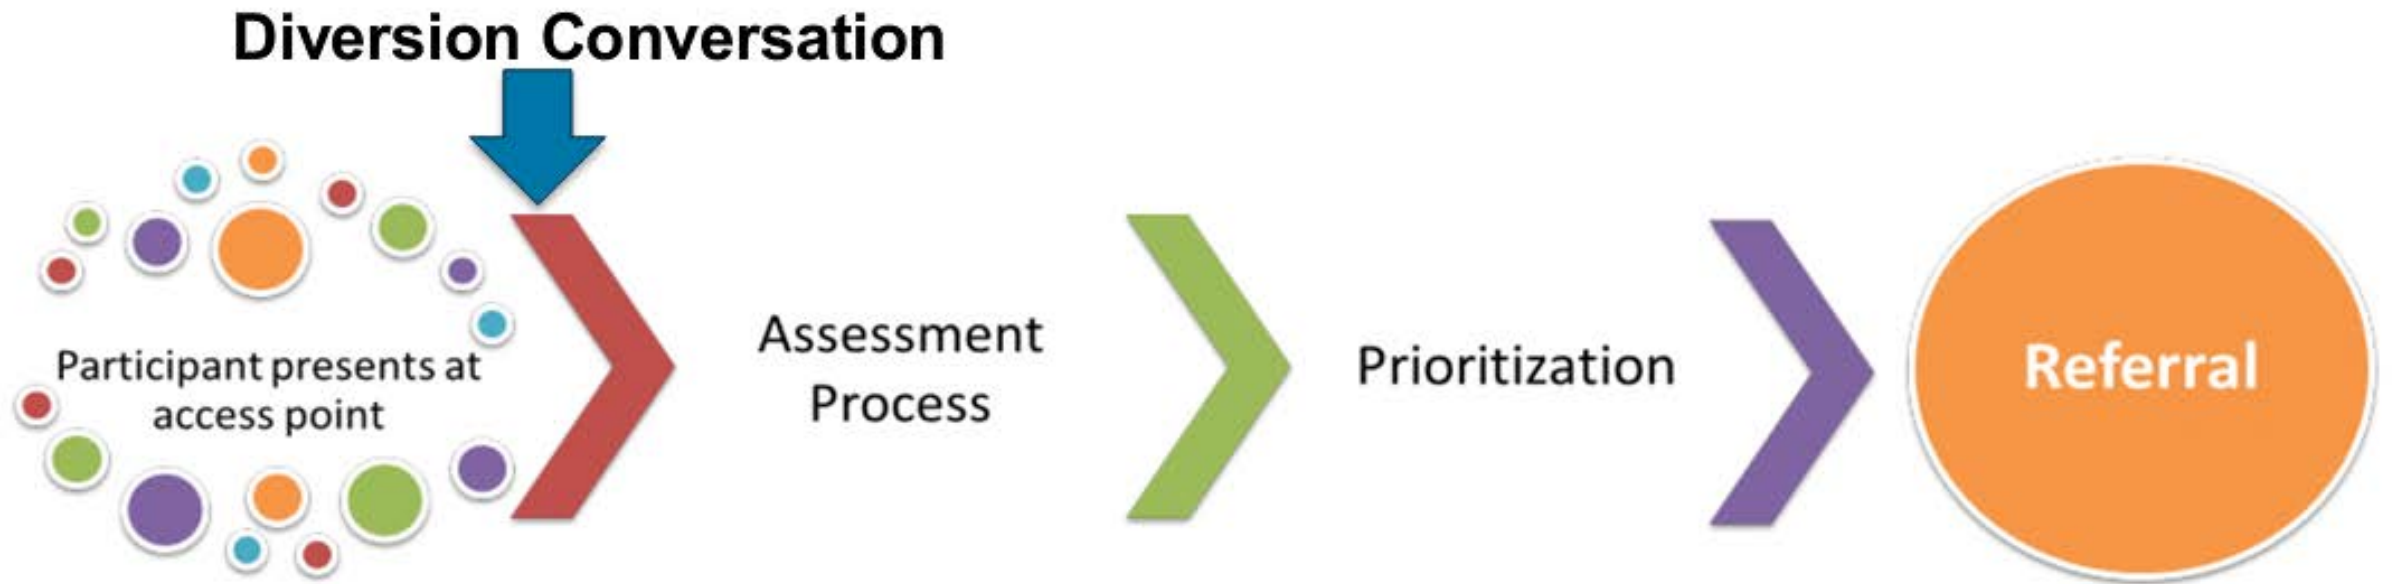 Diversion Conversation
Participant presents at
access point
Assessment
Process
Prioritization
Referral